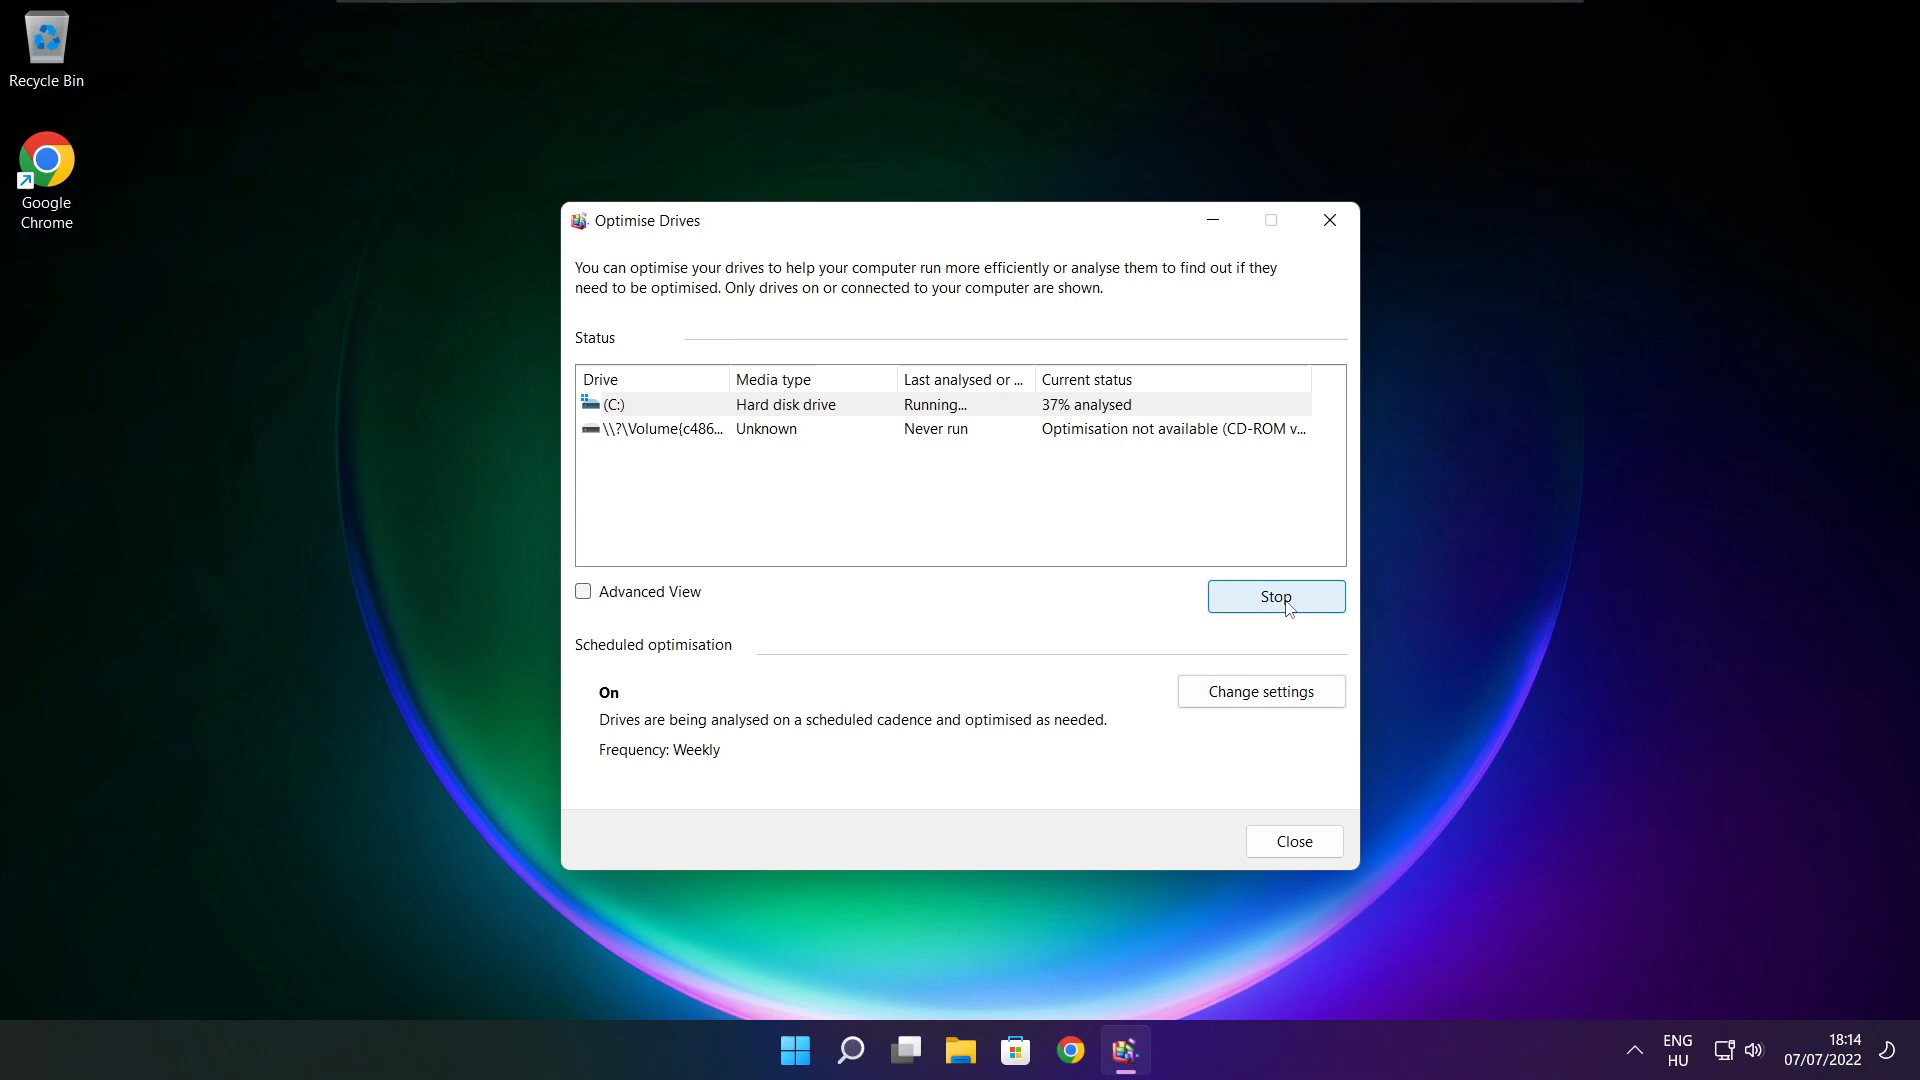 Recycle Bin
Google
Chrome
Optimise Drives
You can optimise your drives to help your computer run more efficiently or analyse them to find out if they
need to be optimised. Only drives on or connected to your computer are shown.
Status
Drive Media type Last analysed or ... Current status
(C:) Hard disk drive Running... 37% analysed
\\?\Volume{c486... Unknown Never run Optimisation not available (CD-ROM v...
Advanced View
Stop
Scheduled optimisation
On
Change settings
Drives are being analysed on a scheduled cadence and optimised as needed.
Frequency: Weekly
Close
ENG
HU
18:14
07/07/2022